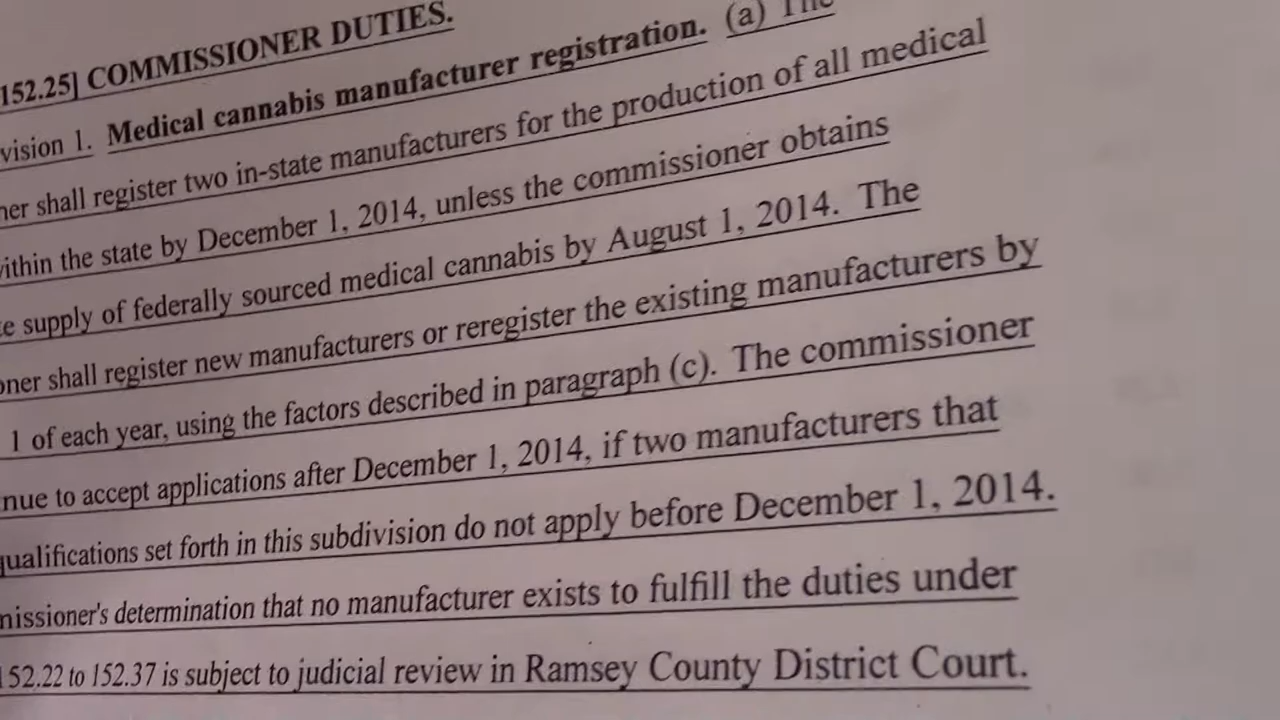 152.25] COMMISSIONER DUTIES.
vision 1. Medical cannabis manufacturer registration. (a) The
ner shall register two in-state manufacturers for the production of all medical
within the state by December 1, 2014, unless the commissioner obtains
te supply of federally sourced medical cannabis by August 1, 2014. The
oner shall register new manufacturers or reregister the existing manufacturers by
1 of each year, using the factors described in paragraph (c). The commissioner
nue to accept applications after December 1, 2014, if two manufacturers that
qualifications set forth in this subdivision do not apply before December 1, 2014.
missioner's determination that no manufacturer exists to fulfill the duties under
152.22 to 152.37 is subject to judicial review in Ramsey County District Court.